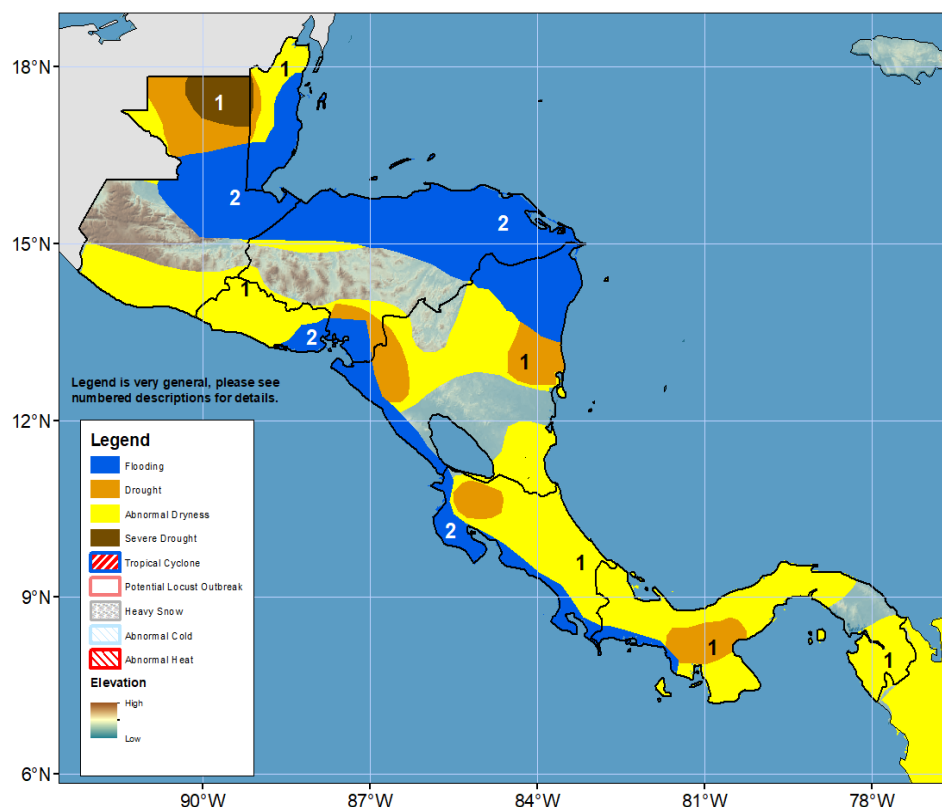 18°N
15°N
12°N
9°N
6°N
90°W
87°W
84°W
81°W
78°W
1
1
2
2
1
2
1
2
1
1
1
Legend is very general, please see
numbered descriptions for details.
Legend
Flooding
Drought
Abnormal Dryness
Severe Drought
Tropical Cyclone
Potential Locust Outbreak
Heavy Snow
Abnormal Cold
Abnormal Heat
Elevation
High
Low